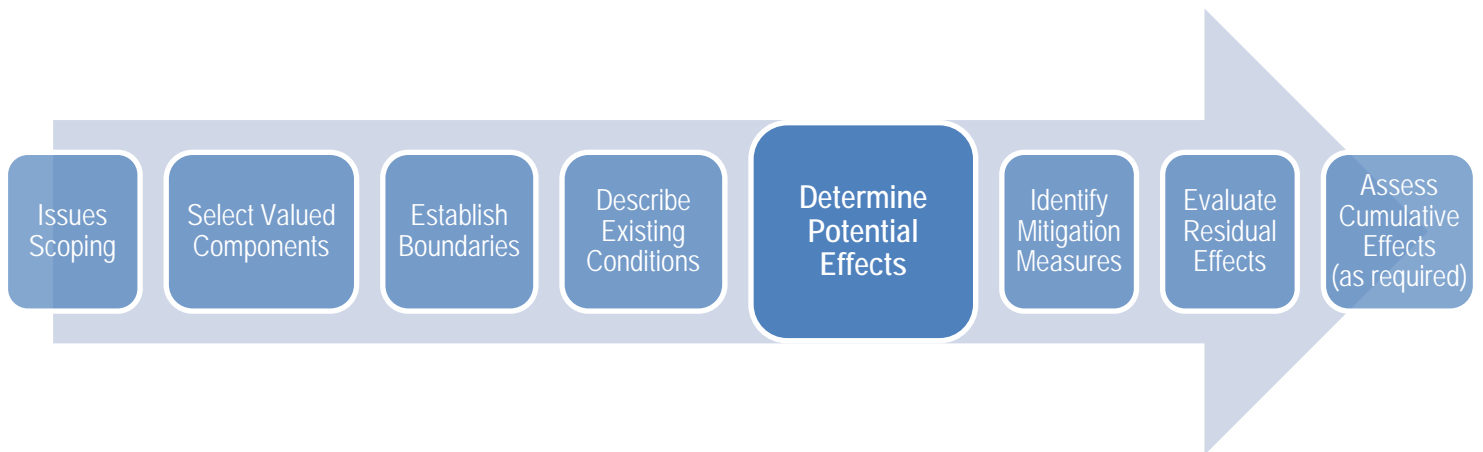 Issues
Scoping
Select Valued
Components
Establish
Boundaries
Describe
Existing
Conditions
Determine
Potential
Effects
Identify
Mitigation
Measures
Evaluate
Residual
Effects
Assess
Cumulative
Effects
(as required)